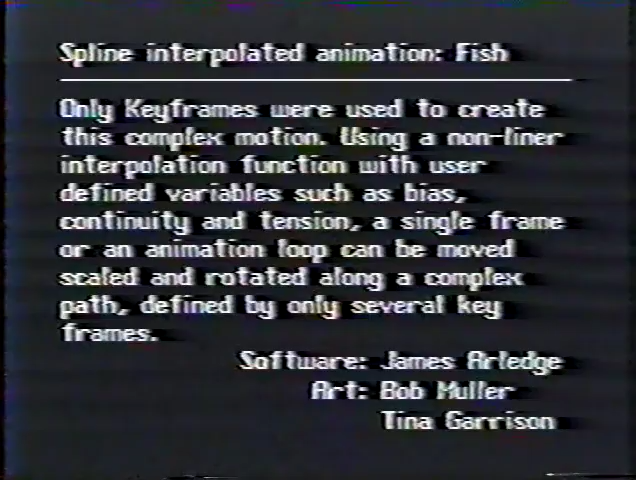 Spline interpolated animation: Fish
Only Keyframes were used to create
this complex motion. Using a non-liner
interpolation function with user
defined variables such as bias,
continuity and tension, a single frame
or an animation loop can be moved
scaled and rotated along a complex
path, defined by only several key
frames.
Software: James Arledge
Art: Bob Muller
Tina Garrison